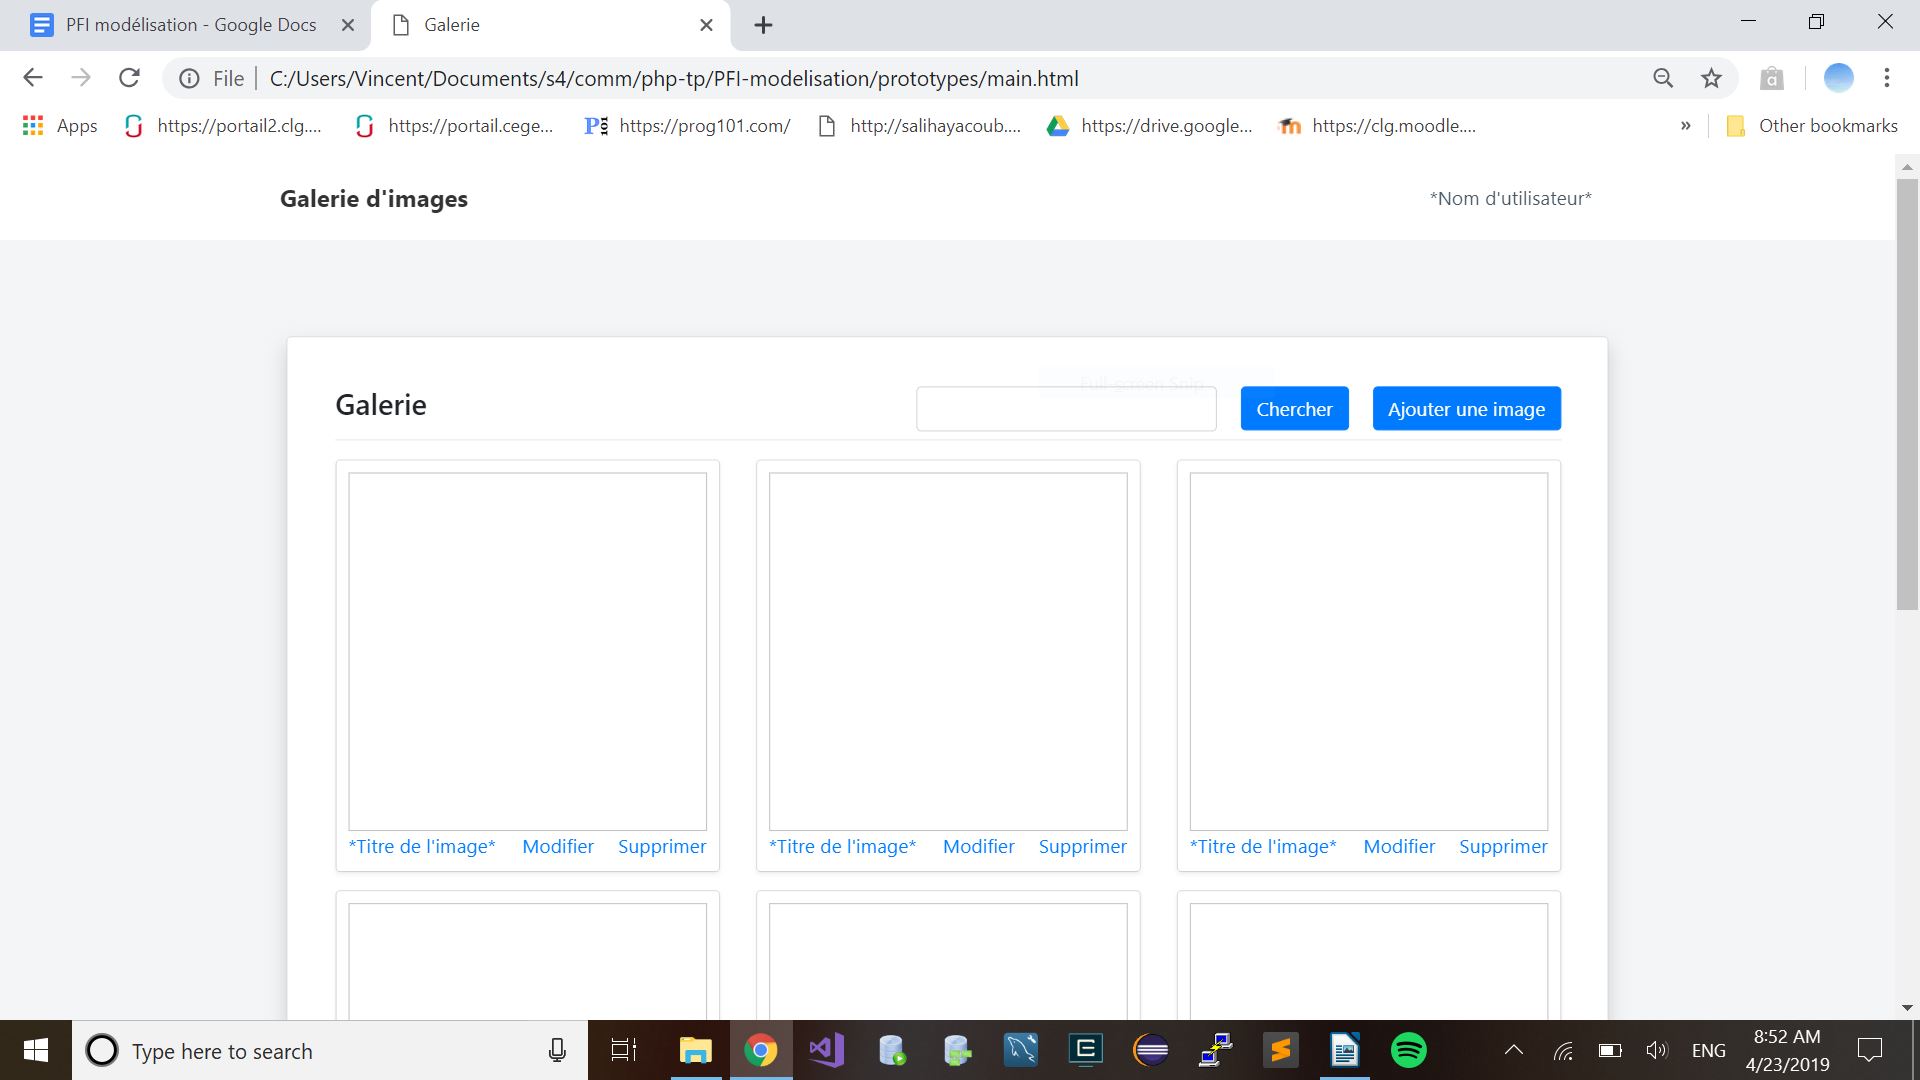 PFI modélisation - Google Docs
Galerie
File C:/Users/Vincent/Documents/s4/comm/php-tp/PFI-modelisation/prototypes/main.html
Apps https://portail2.clg.... https://portail.cege... https://prog101.com/ http://salihayacoub.... https://drive.google... https://clg.moodle.... » Other bookmarks
Galerie d'images *Nom d'utilisateur*
Full-screen Snip
Galerie Chercher Ajouter une image
*Titre de l'image* Modifier Supprimer *Titre de l'image* Modifier Supprimer *Titre de l'image* Modifier Supprimer
Type here to search ENG 8:52 AM
4/23/2019